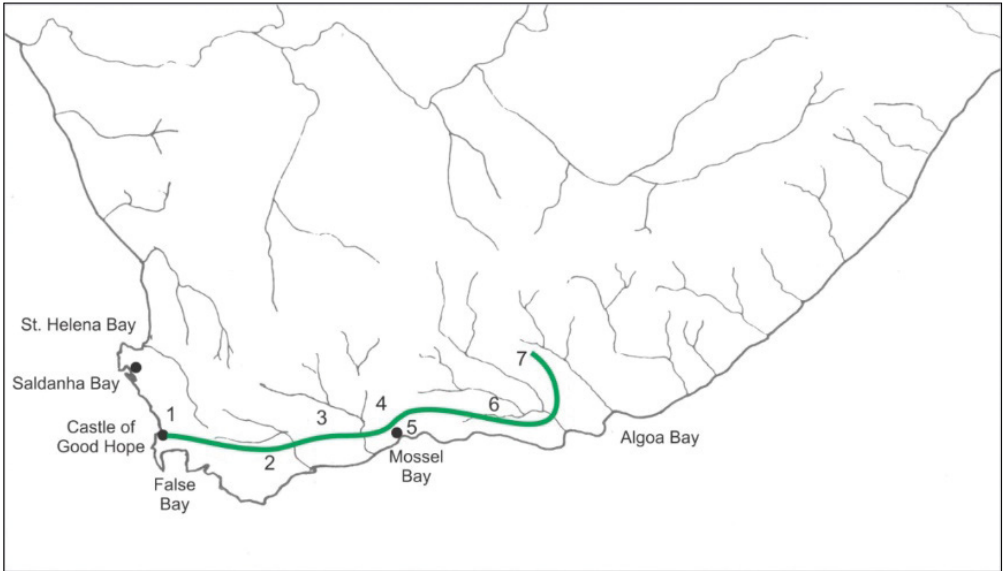 St. Helena Bay
Saldanha Bay
Castle of
Good Hope
False
Bay
1
2
3
4
5
Mossel
Bay
6
7
Algoa Bay